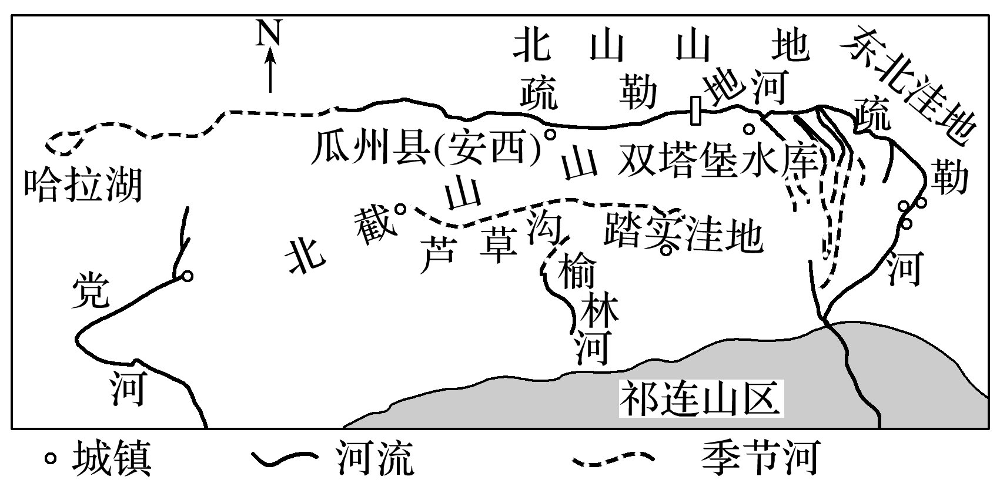 N
北山山地
东北洼地
疏勒河
疏勒河
瓜州县(安西)
双塔堡水库
哈拉湖
北截山山地
芦草沟
踏实洼地
榆林河
党河
祁连山区
城镇
河流
季节河